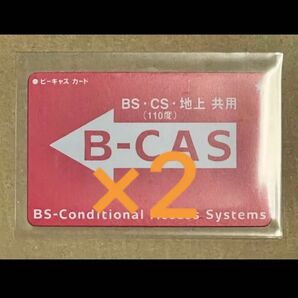 ● ビーキャス カード
BS・CS・地上 共用
(110度)
B-CAS
×2
BS-Conditional Access Systems